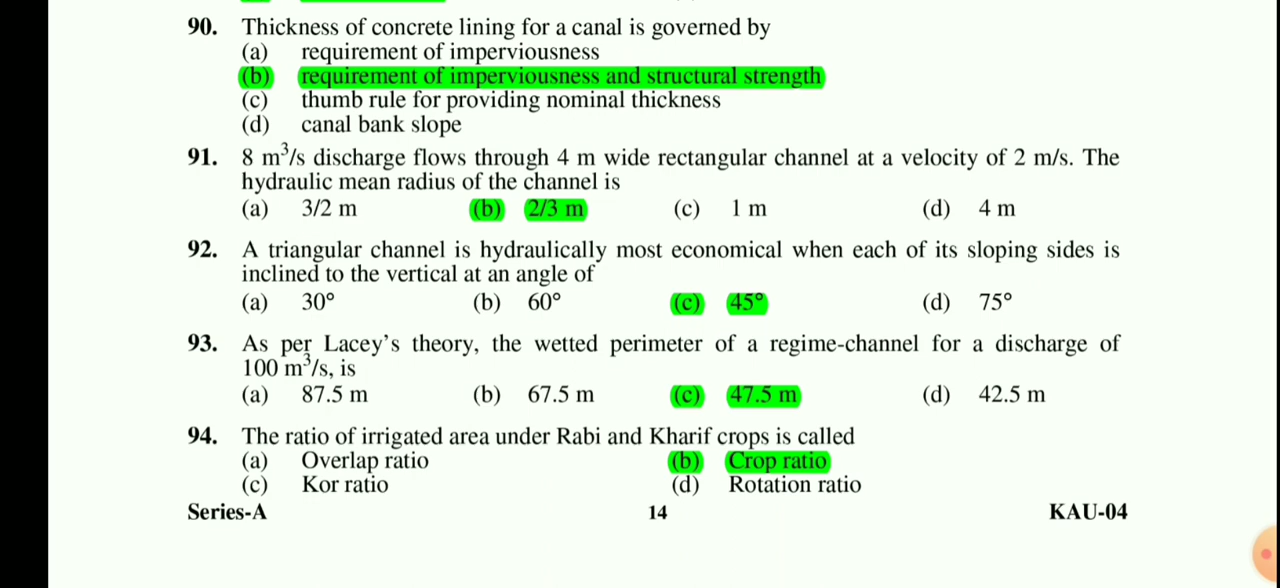 90. Thickness of concrete lining for a canal is governed by
(a) requirement of imperviousness
(b) requirement of imperviousness and structural strength
(c) thumb rule for providing nominal thickness
(d) canal bank slope
91. 8 m³/s discharge flows through 4 m wide rectangular channel at a velocity of 2 m/s. The
hydraulic mean radius of the channel is
(a) 3/2 m (b) 2/3 m (c) 1 m (d) 4 m
92. A triangular channel is hydraulically most economical when each of its sloping sides is
inclined to the vertical at an angle of
(a) 30° (b) 60° (c) 45° (d) 75°
93. As per Lacey's theory, the wetted perimeter of a regime-channel for a discharge of
100 m³/s, is
(a) 87.5 m (b) 67.5 m (c) 47.5 m (d) 42.5 m
94. The ratio of irrigated area under Rabi and Kharif crops is called
(a) Overlap ratio (b) Crop ratio
(c) Kor ratio (d) Rotation ratio
Series-A 14 KAU-04